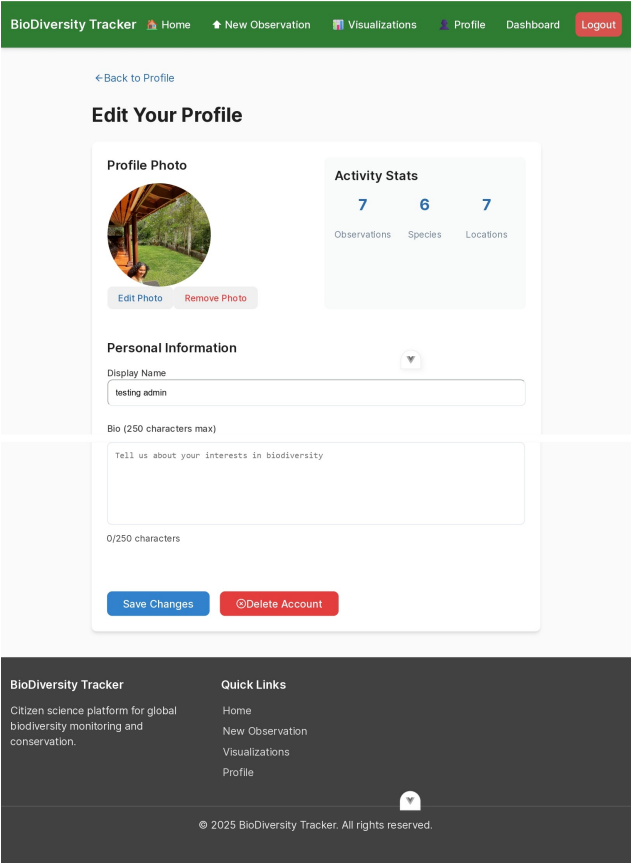 BioDiversity Tracker
Home
New Observation
Visualizations
Profile
Dashboard
Logout
←Back to Profile
Edit Your Profile
Profile Photo
Edit Photo
Remove Photo
Activity Stats
7
6
7
Observations
Species
Locations
Personal Information
Display Name
testing admin
Bio (250 characters max)
Tell us about your interests in biodiversity
0/250 characters
Save Changes
Delete Account
BioDiversity Tracker
Citizen science platform for global
biodiversity monitoring and
conservation.
Quick Links
Home
New Observation
Visualizations
Profile
© 2025 BioDiversity Tracker. All rights reserved.